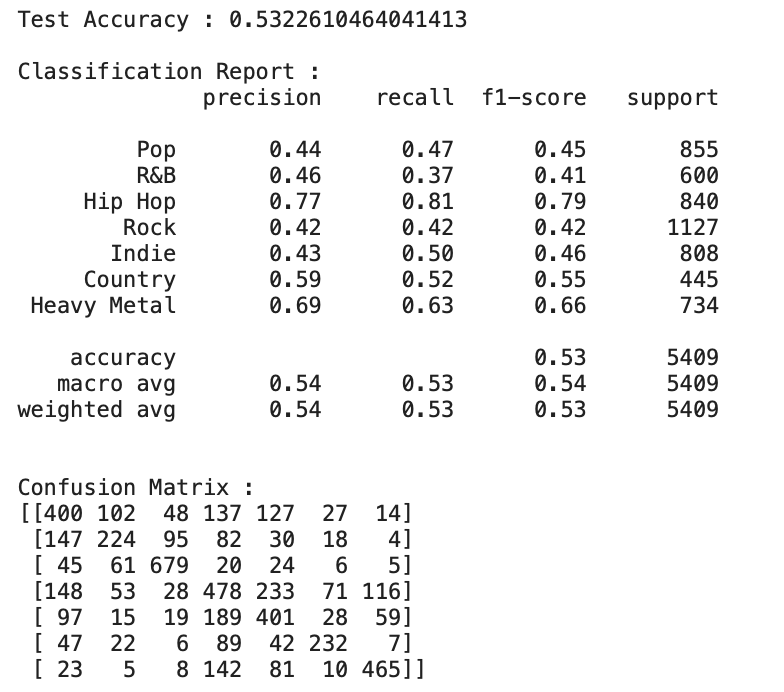 Test Accuracy : 0.5322610464041413
Classification Report :
precision recall f1-score support
Pop 0.44 0.47 0.45 855
R&B 0.46 0.37 0.41 600
Hip Hop 0.77 0.81 0.79 840
Rock 0.42 0.42 0.42 1127
Indie 0.43 0.50 0.46 808
Country 0.59 0.52 0.55 445
Heavy Metal 0.69 0.63 0.66 734
accuracy 0.53 5409
macro avg 0.54 0.53 0.54 5409
weighted avg 0.54 0.53 0.53 5409
Confusion Matrix :
[[400 102 48 137 127 27 14]
[147 224 95 82 30 18 4]
[ 45 61 679 20 24 6 5]
[148 53 28 478 233 71 116]
[ 97 15 19 189 401 28 59]
[ 47 22 6 89 42 232 7]
[ 23 5 8 142 81 10 465]]